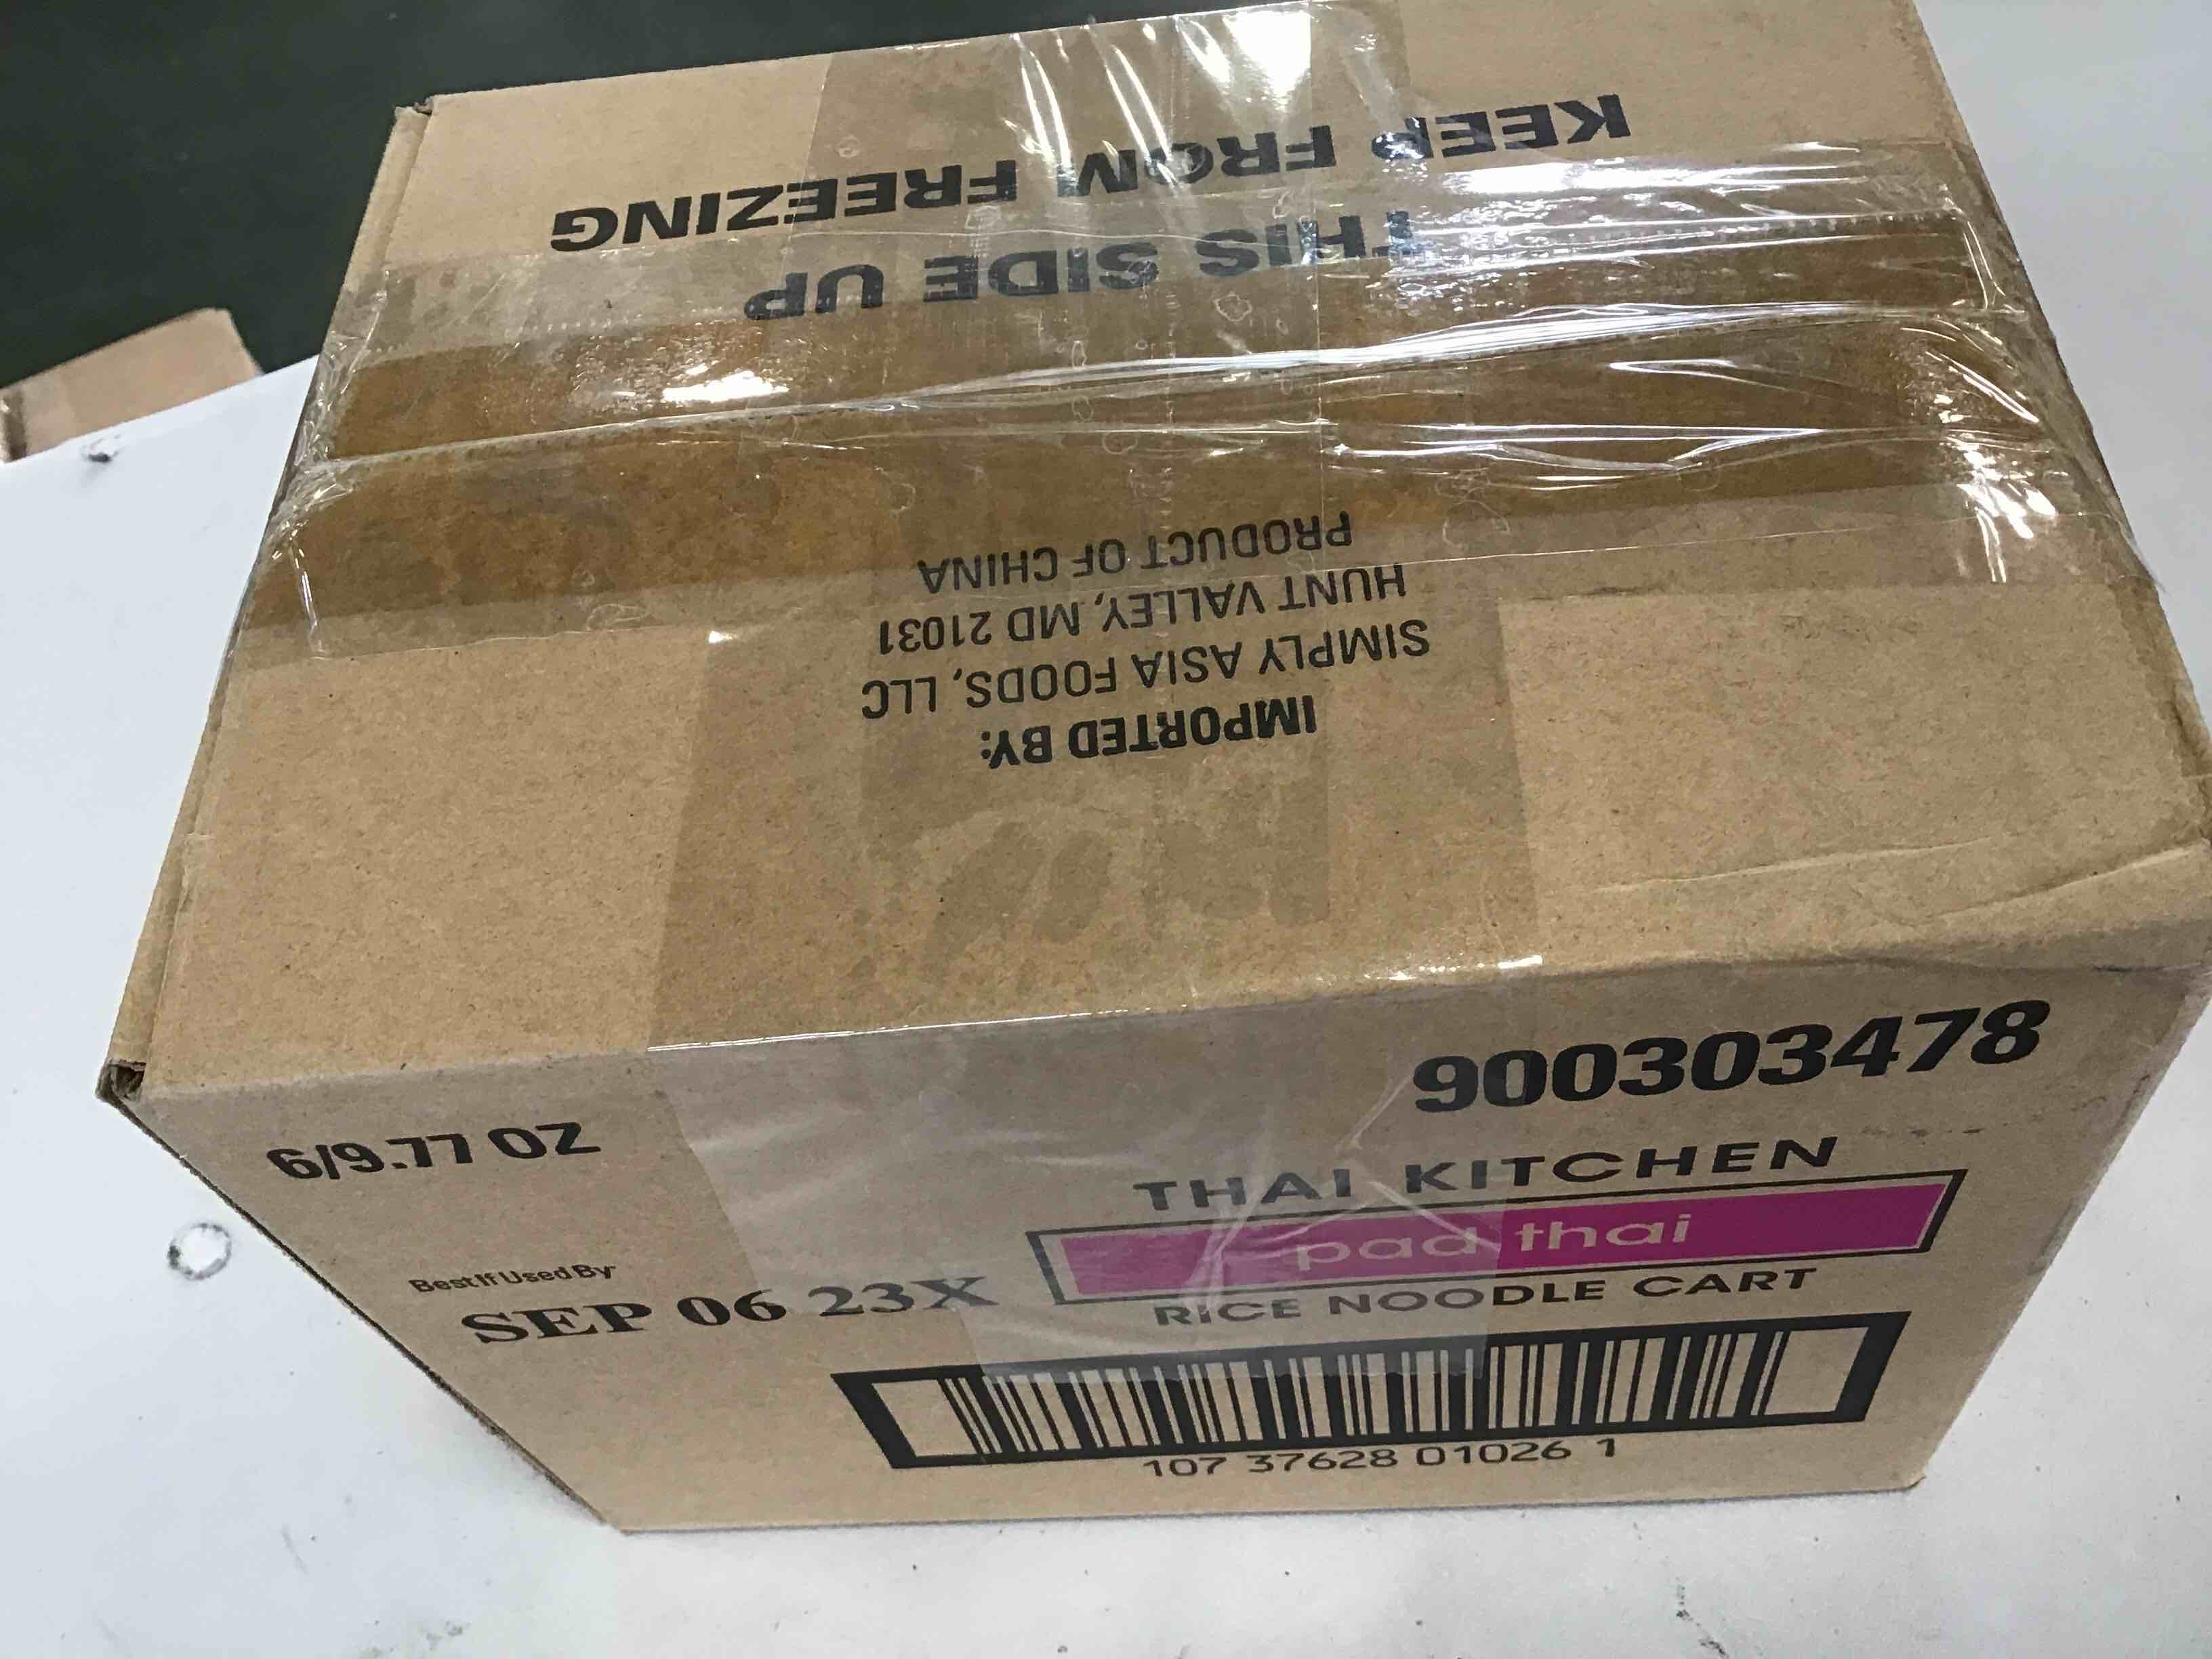 KEEP FROM FREEZING
THIS SIDE UP
IMPORTED BY:
SIMPLY ASIA FOODS, LLC
HUNT VALLEY, MD 21031
PRODUCT OF CHINA
900303478
6/9.77 OZ
THAI KITCHEN
pad thai
RICE NOODLE CART
Best If Used By
SEP 06 23X
107 37628 01026 1